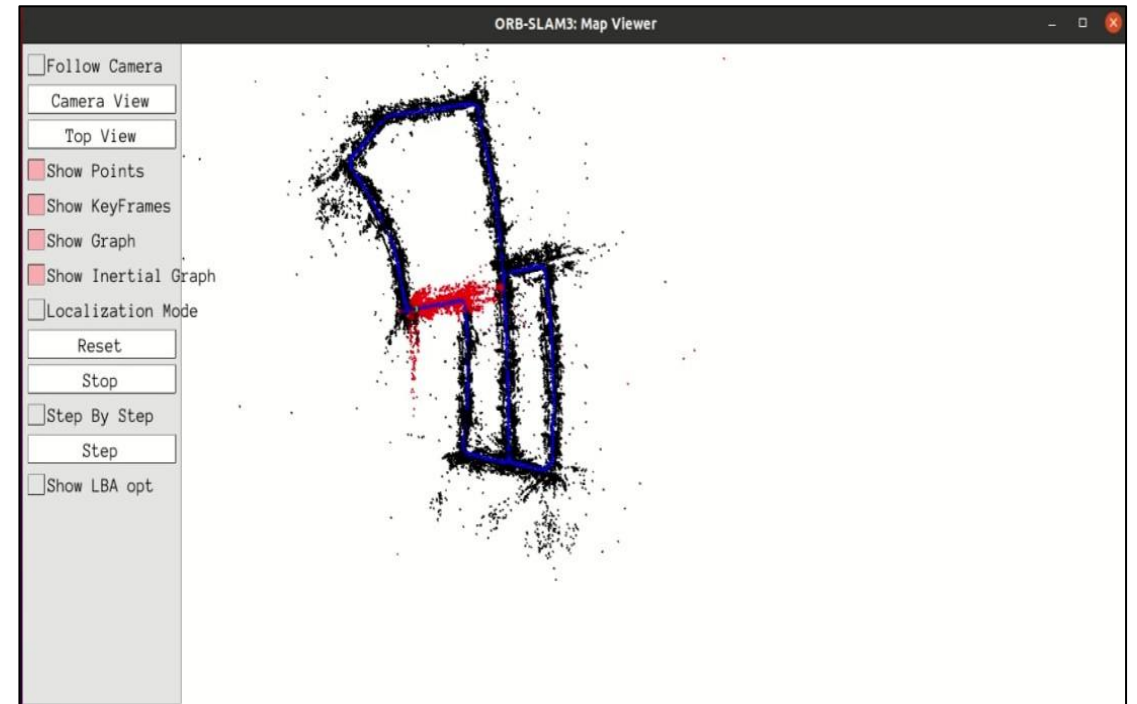 ORB-SLAM3: Map Viewer
Follow Camera
Camera View
Top View
Show Points
Show KeyFrames
Show Graph
Show Inertial Graph
Localization Mode
Reset
Stop
Step By Step
Step
Show LBA opt